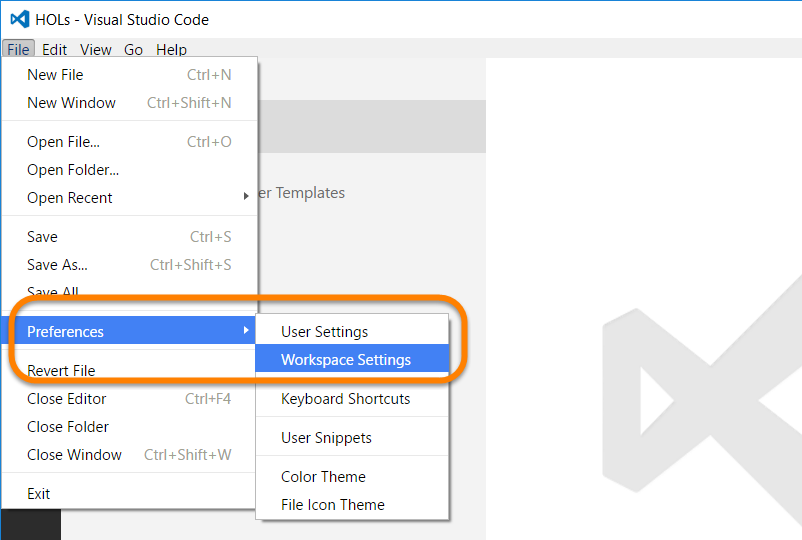 HOLs - Visual Studio Code
File Edit View Go Help
New File Ctrl+N
New Window Ctrl+Shift+N
Open File... Ctrl+O
Open Folder...
Open Recent
er Templates
Save Ctrl+S
Save As... Ctrl+Shift+S
Save All
Preferences
User Settings
Workspace Settings
Revert File
Close Editor Ctrl+F4
Keyboard Shortcuts
Close Folder
User Snippets
Close Window Ctrl+Shift+W
Color Theme
Exit
File Icon Theme